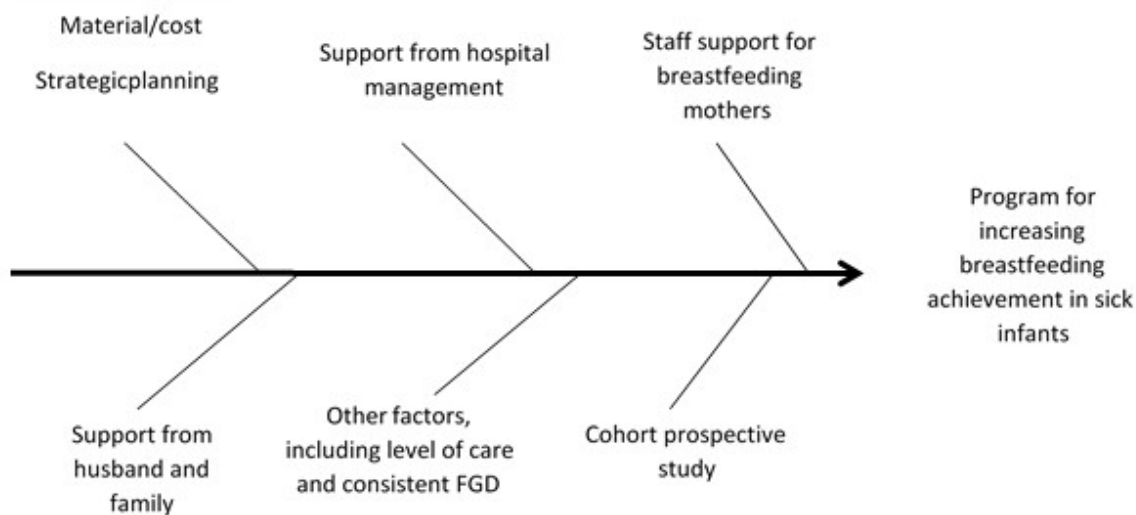 Material/cost
Strategicplanning
Support from hospital
management
Staff support for
breastfeeding
mothers
Program for
increasing
breastfeeding
achievement in sick
infants
Support from
husband and
family
Other factors,
including level of care
and consistent FGD
Cohort prospective
study